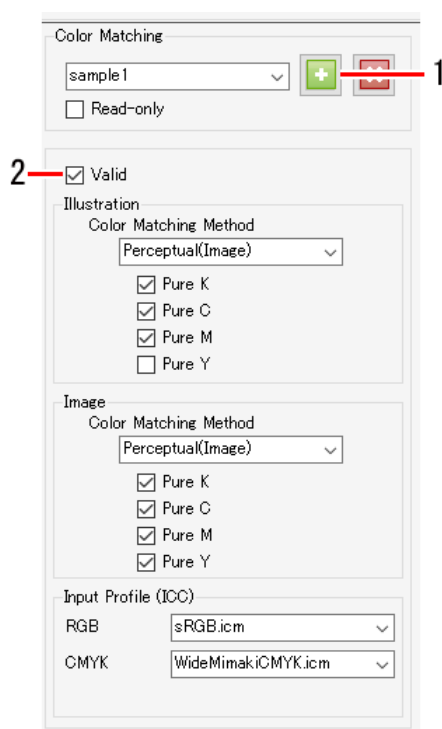 Color Matching
sample1
1
Read-only
2
Valid
Illustration
Color Matching Method
Perceptual(Image)
Pure K
Pure C
Pure M
Pure Y
Image
Color Matching Method
Perceptual(Image)
Pure K
Pure C
Pure M
Pure Y
Input Profile (ICC)
RGB sRGB.icm
CMYK WideMimakiCMYK.icm